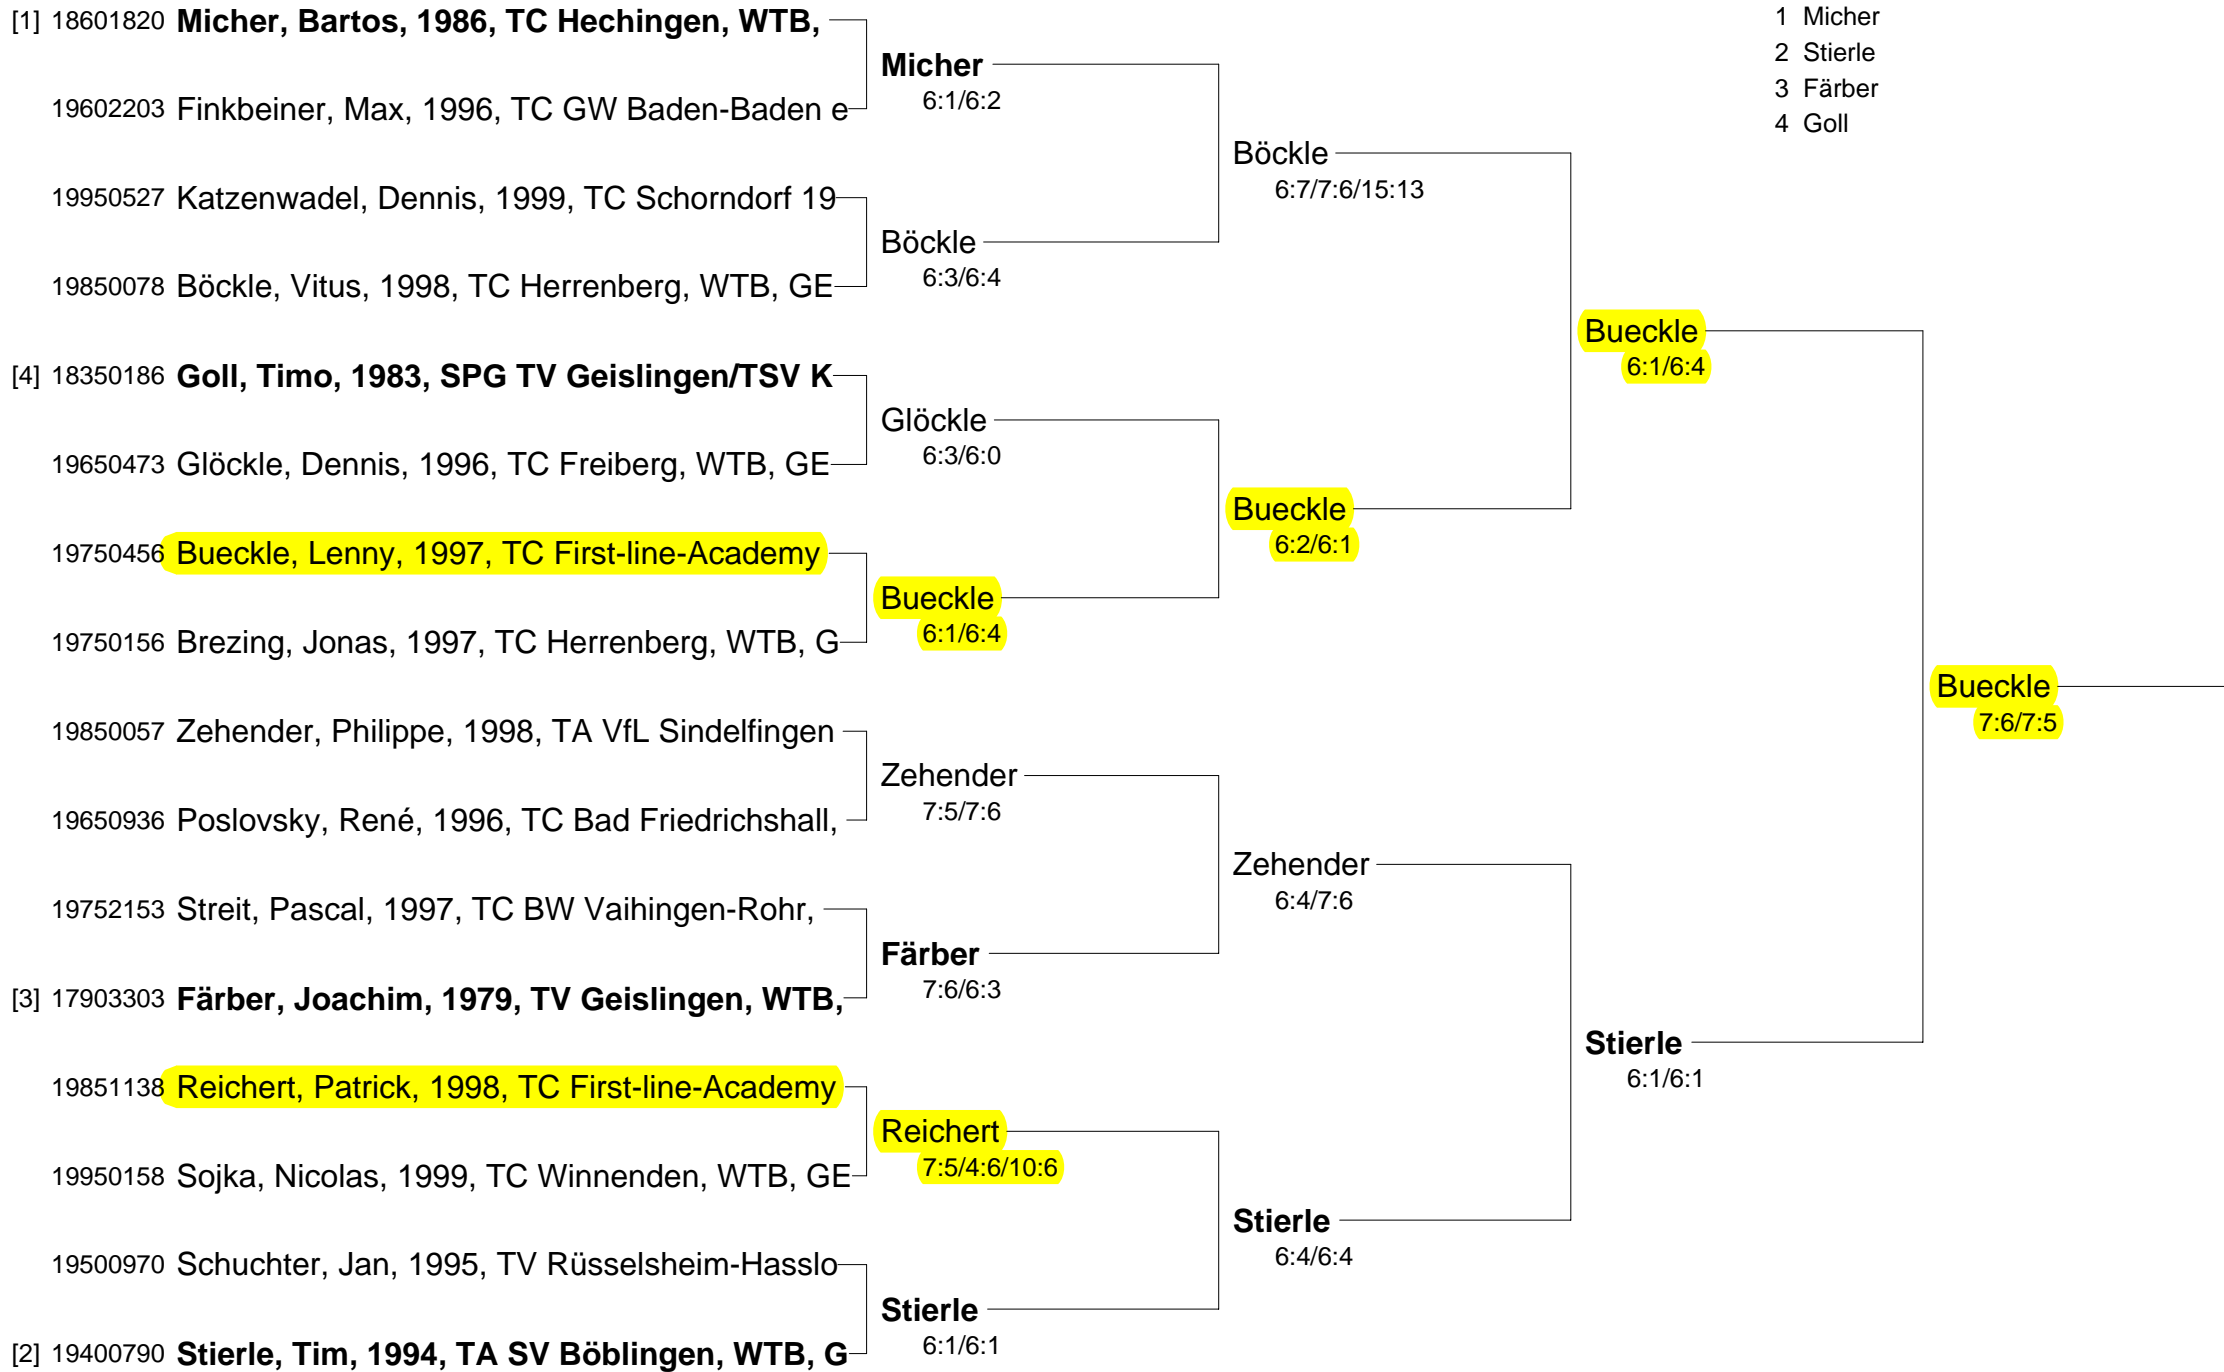 [1] 18601820 Micher, Bartos, 1986, TC Hechingen, WTB,
19602203 Finkbeiner, Max, 1996, TC GW Baden-Baden e
19950527 Katzenwadel, Dennis, 1999, TC Schorndorf 19
19850078 Böckle, Vitus, 1998, TC Herrenberg, WTB, GE
[4] 18350186 Goll, Timo, 1983, SPG TV Geislingen/TSV K
19650473 Glöckle, Dennis, 1996, TC Freiberg, WTB, GE
19750456 Bueckle, Lenny, 1997, TC First-line-Academy
19750156 Brezing, Jonas, 1997, TC Herrenberg, WTB, G
19850057 Zehender, Philippe, 1998, TA VfL Sindelfingen
19650936 Poslovsky, René, 1996, TC Bad Friedrichshall,
19752153 Streit, Pascal, 1997, TC BW Vaihingen-Rohr,
[3] 17903303 Färber, Joachim, 1979, TV Geislingen, WTB,
19851138 Reichert, Patrick, 1998, TC First-line-Academy
19950158 Sojka, Nicolas, 1999, TC Winnenden, WTB, GE
19500970 Schuchter, Jan, 1995, TV Rüsselsheim-Hasslo
[2] 19400790 Stierle, Tim, 1994, TA SV Böblingen, WTB, G
Micher
6:1/6:2
Böckle
6:3/6:4
Glöckle
6:3/6:0
Bueckle
6:1/6:4
Zehender
7:5/7:6
Färber
7:6/6:3
Reichert
7:5/4:6/10:6
Stierle
6:1/6:1
Böckle
6:7/7:6/15:13
Bueckle
6:2/6:1
Zehender
6:4/7:6
Stierle
6:4/6:4
Bueckle
6:1/6:4
Stierle
6:1/6:1
Bueckle
7:6/7:5
1 Micher
2 Stierle
3 Färber
4 Goll